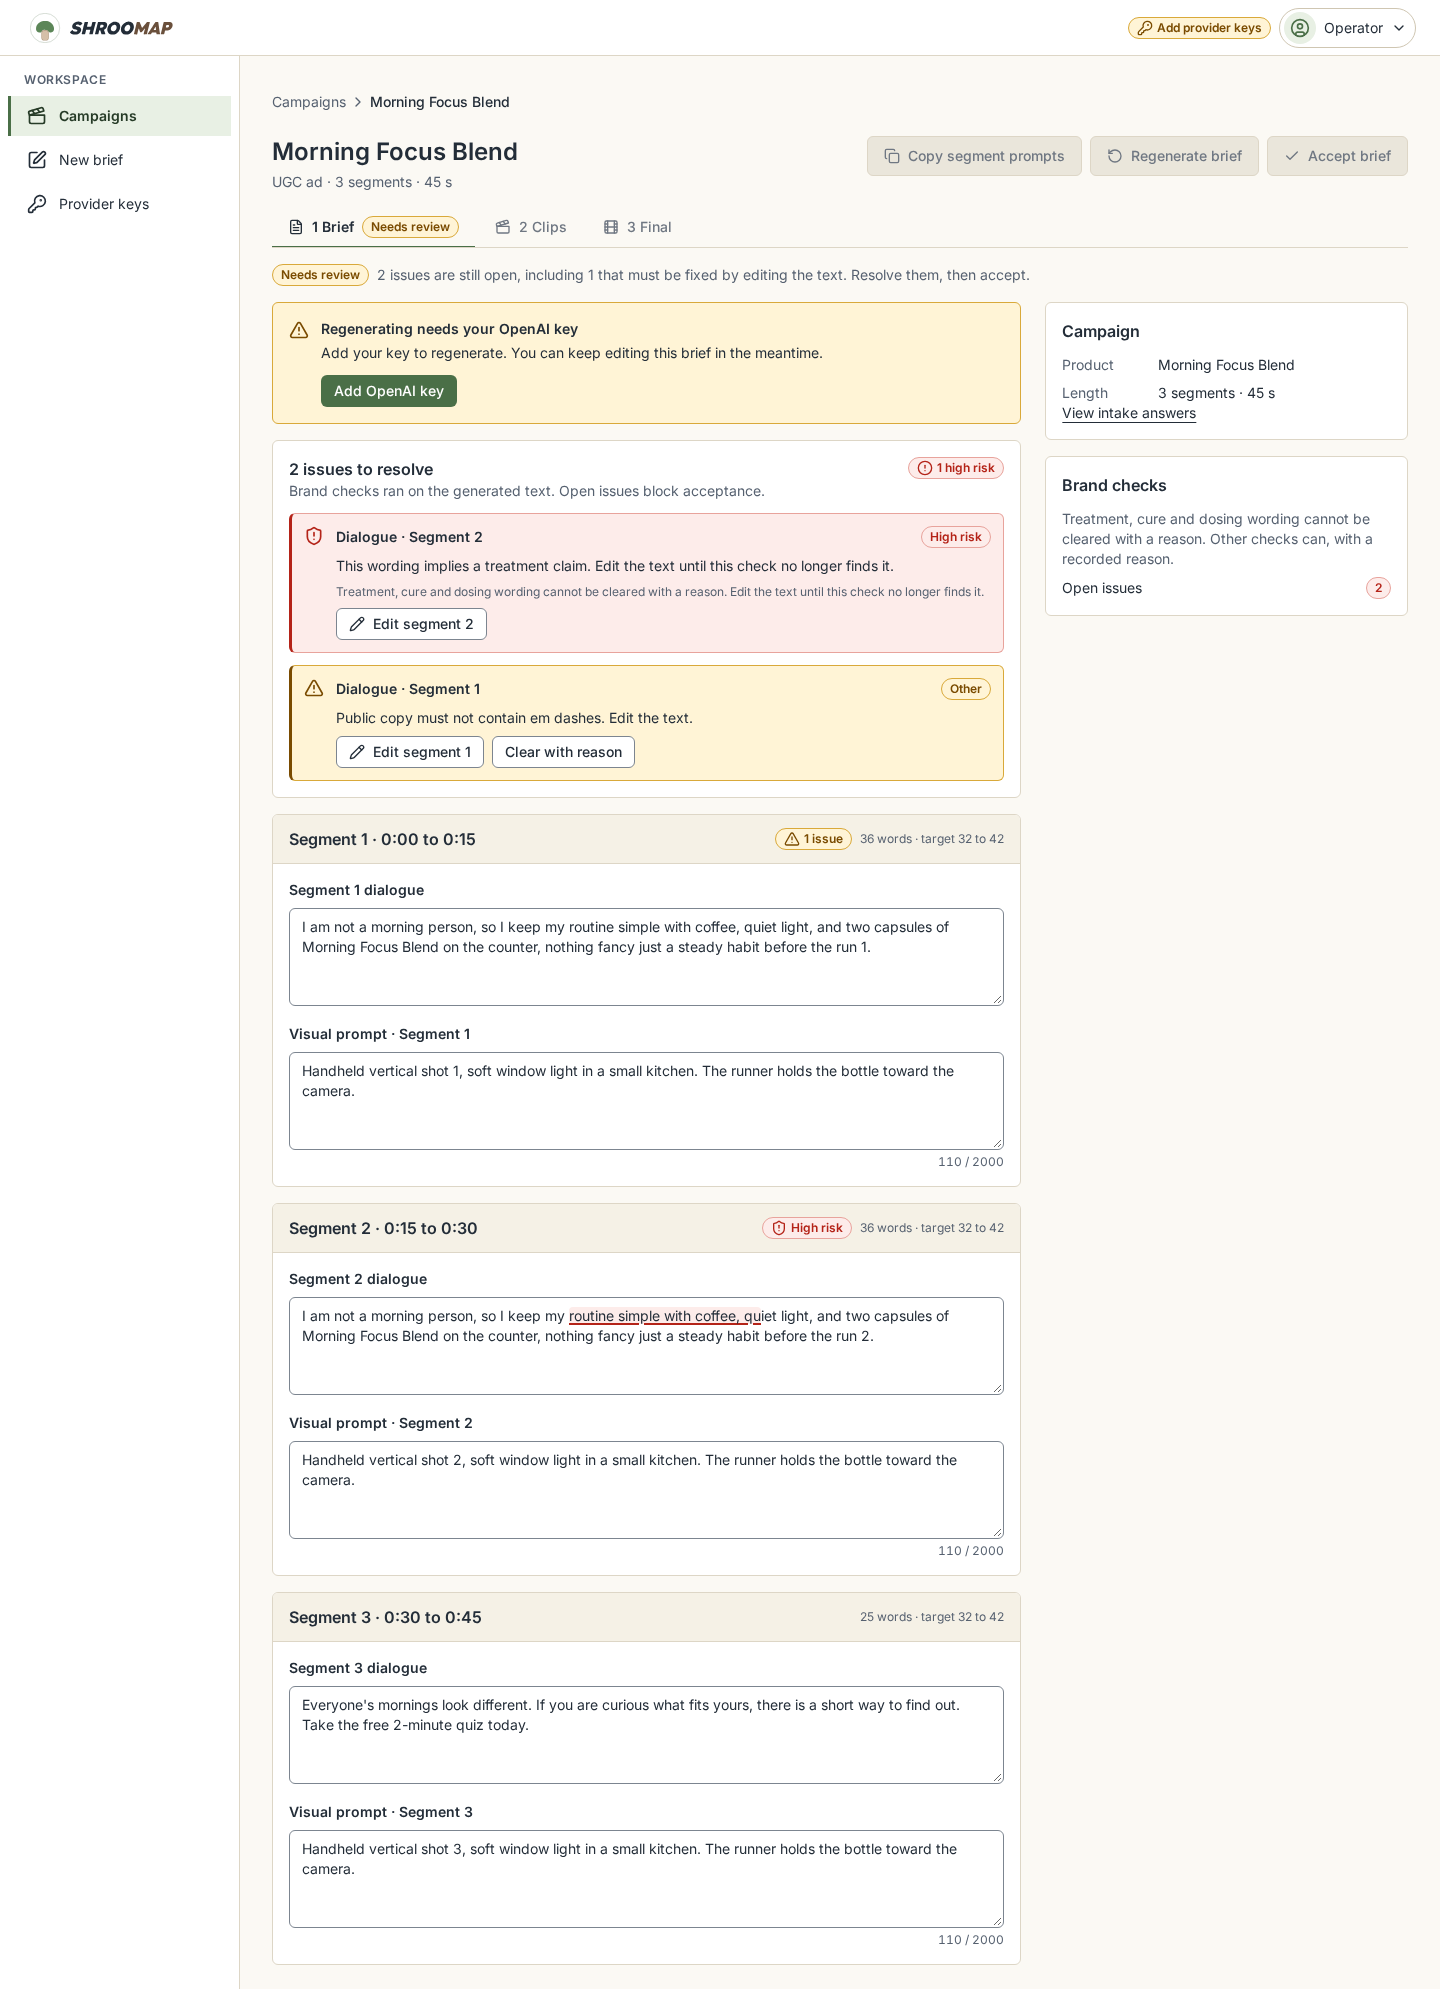 SHROOMAP
Add provider keys
Operator
WORKSPACE
Campaigns
New brief
Provider keys
Campaigns > Morning Focus Blend
Morning Focus Blend
UGC ad · 3 segments · 45 s
Copy segment prompts
Regenerate brief
Accept brief
1 Brief Needs review
2 Clips
3 Final
Needs review 2 issues are still open, including 1 that must be fixed by editing the text. Resolve them, then accept.
Regenerating needs your OpenAI key
Add your key to regenerate. You can keep editing this brief in the meantime.
Add OpenAI key
2 issues to resolve
1 high risk
Brand checks ran on the generated text. Open issues block acceptance.
Dialogue · Segment 2
High risk
This wording implies a treatment claim. Edit the text until this check no longer finds it.
Treatment, cure and dosing wording cannot be cleared with a reason. Edit the text until this check no longer finds it.
Edit segment 2
Dialogue · Segment 1
Other
Public copy must not contain em dashes. Edit the text.
Edit segment 1
Clear with reason
Segment 1 · 0:00 to 0:15
1 issue
36 words · target 32 to 42
Segment 1 dialogue
I am not a morning person, so I keep my routine simple with coffee, quiet light, and two capsules of
Morning Focus Blend on the counter, nothing fancy just a steady habit before the run 1.
Visual prompt · Segment 1
Handheld vertical shot 1, soft window light in a small kitchen. The runner holds the bottle toward the
camera.
110 / 2000
Segment 2 · 0:15 to 0:30
High risk
36 words · target 32 to 42
Segment 2 dialogue
I am not a morning person, so I keep my routine simple with coffee, quiet light, and two capsules of
Morning Focus Blend on the counter, nothing fancy just a steady habit before the run 2.
Visual prompt · Segment 2
Handheld vertical shot 2, soft window light in a small kitchen. The runner holds the bottle toward the
camera.
110 / 2000
Segment 3 · 0:30 to 0:45
25 words · target 32 to 42
Segment 3 dialogue
Everyone's mornings look different. If you are curious what fits yours, there is a short way to find out.
Take the free 2-minute quiz today.
Visual prompt · Segment 3
Handheld vertical shot 3, soft window light in a small kitchen. The runner holds the bottle toward the
camera.
110 / 2000
Campaign
Product Morning Focus Blend
Length 3 segments · 45 s
View intake answers
Brand checks
Treatment, cure and dosing wording cannot be
cleared with a reason. Other checks can, with a
recorded reason.
Open issues 2